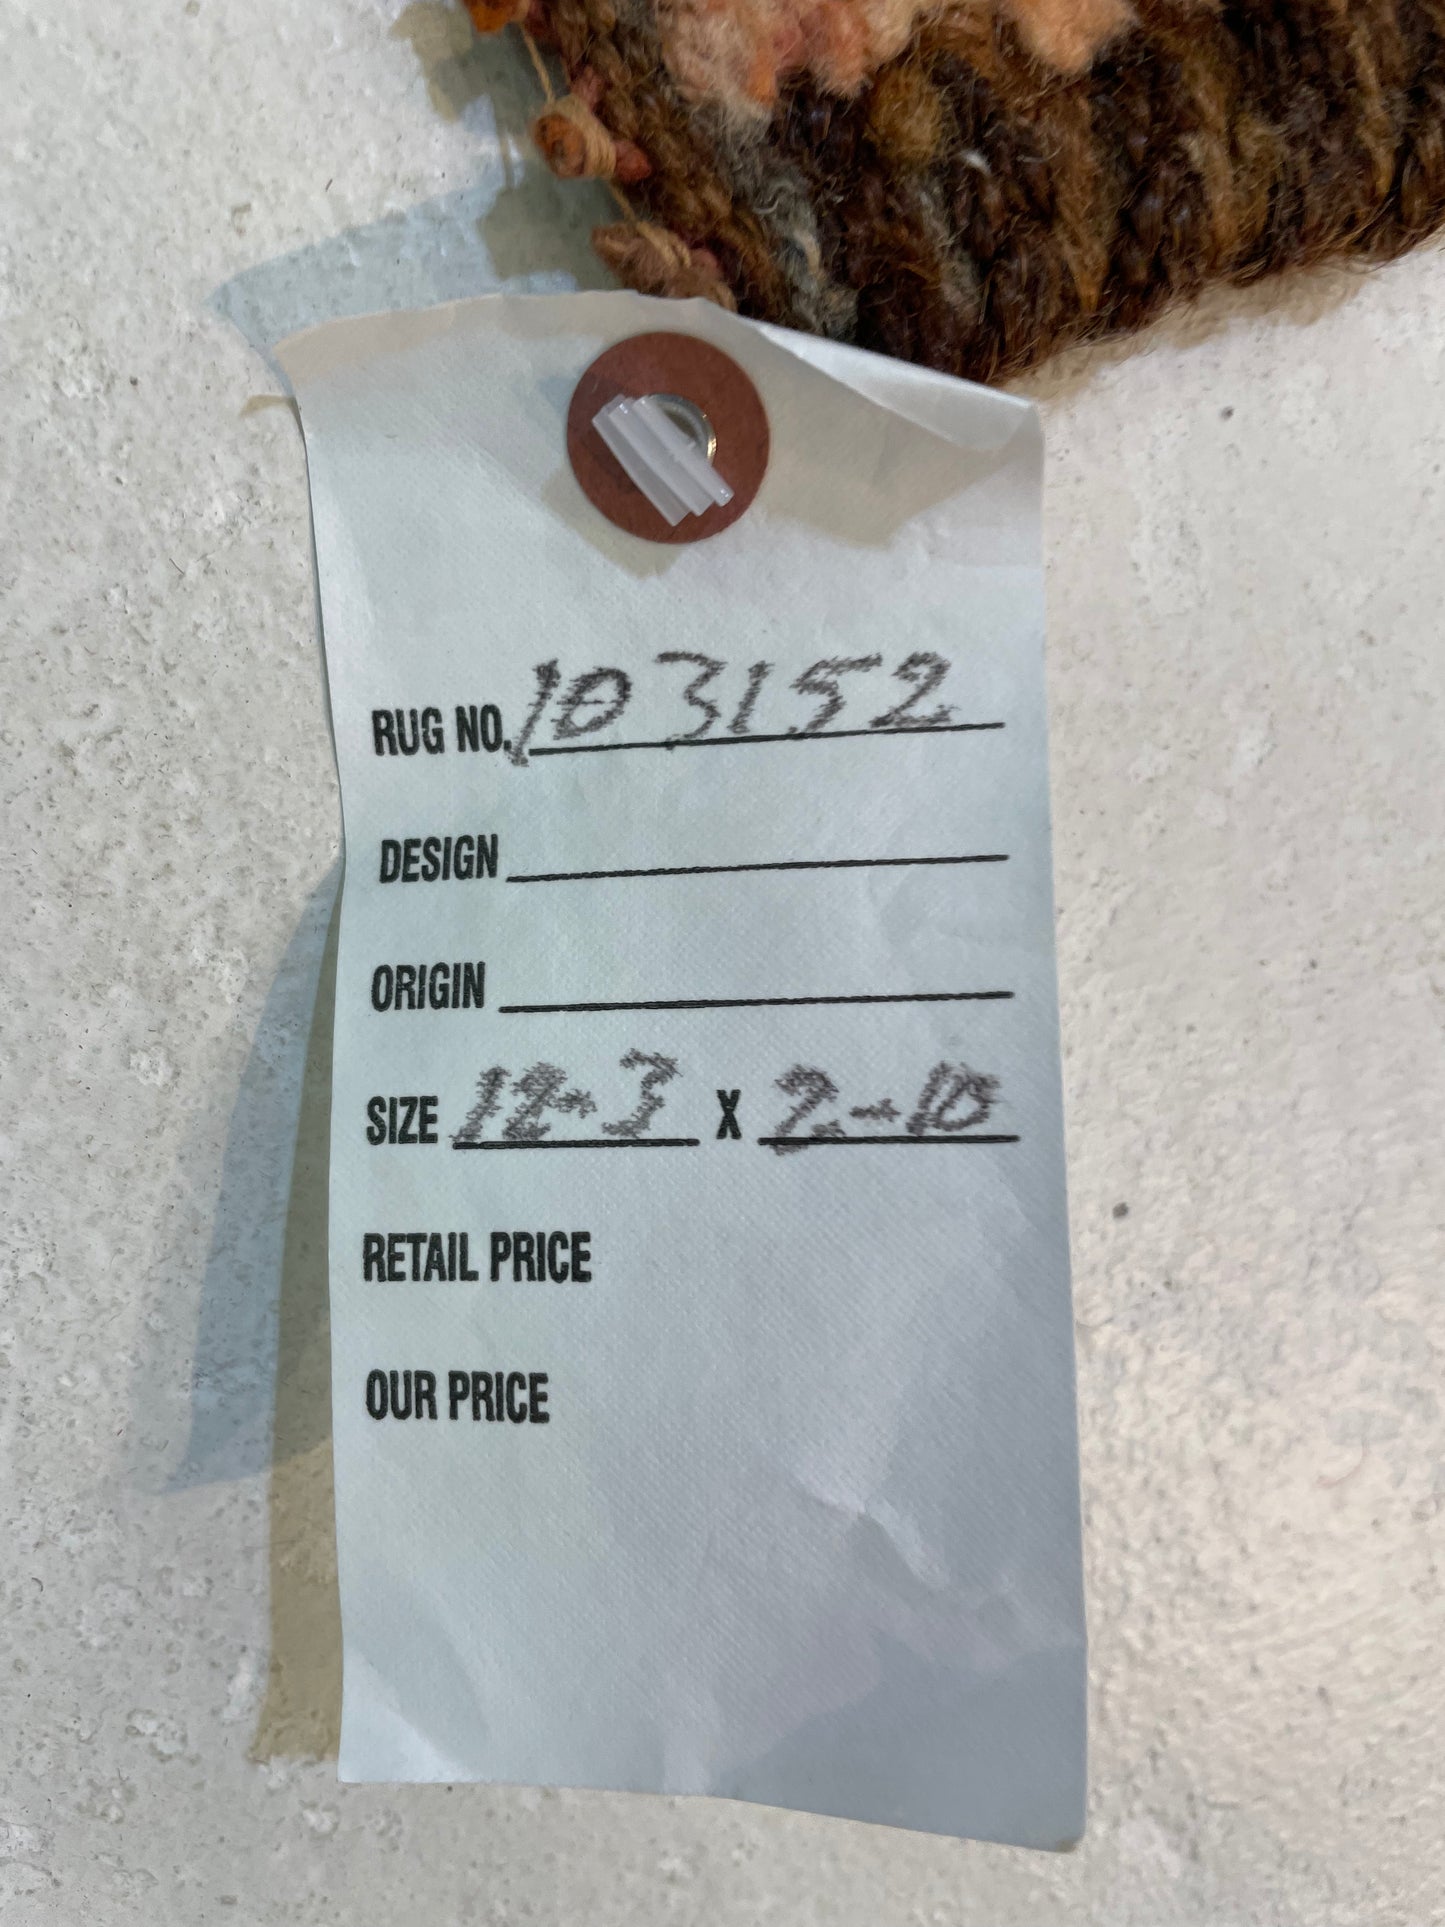 RUG NO. 103152
DESIGN
ORIGIN
SIZE 12-3 X 2-10
RETAIL PRICE
OUR PRICE